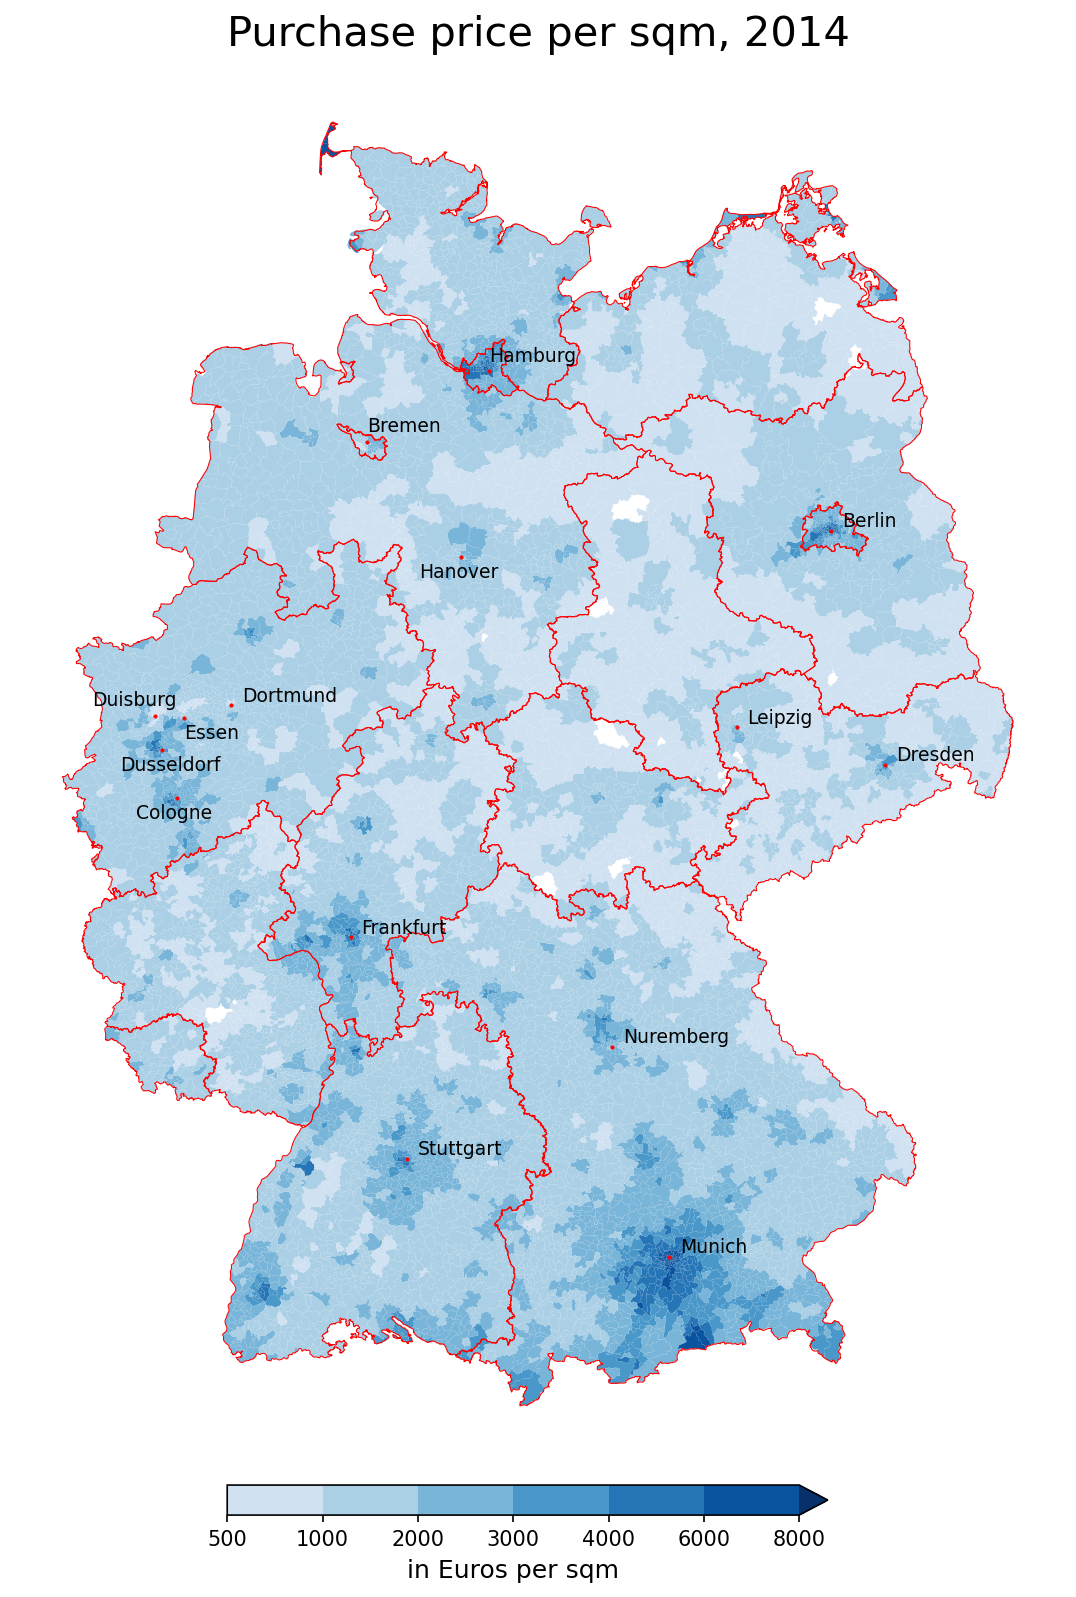 Purchase price per sqm, 2014
Hamburg
Bremen
Berlin
Hanover
Duisburg
Dortmund
Essen
Leipzig
Dusseldorf
Dresden
Cologne
Frankfurt
Nuremberg
Stuttgart
Munich
500 1000 2000 3000 4000 6000 8000
in Euros per sqm